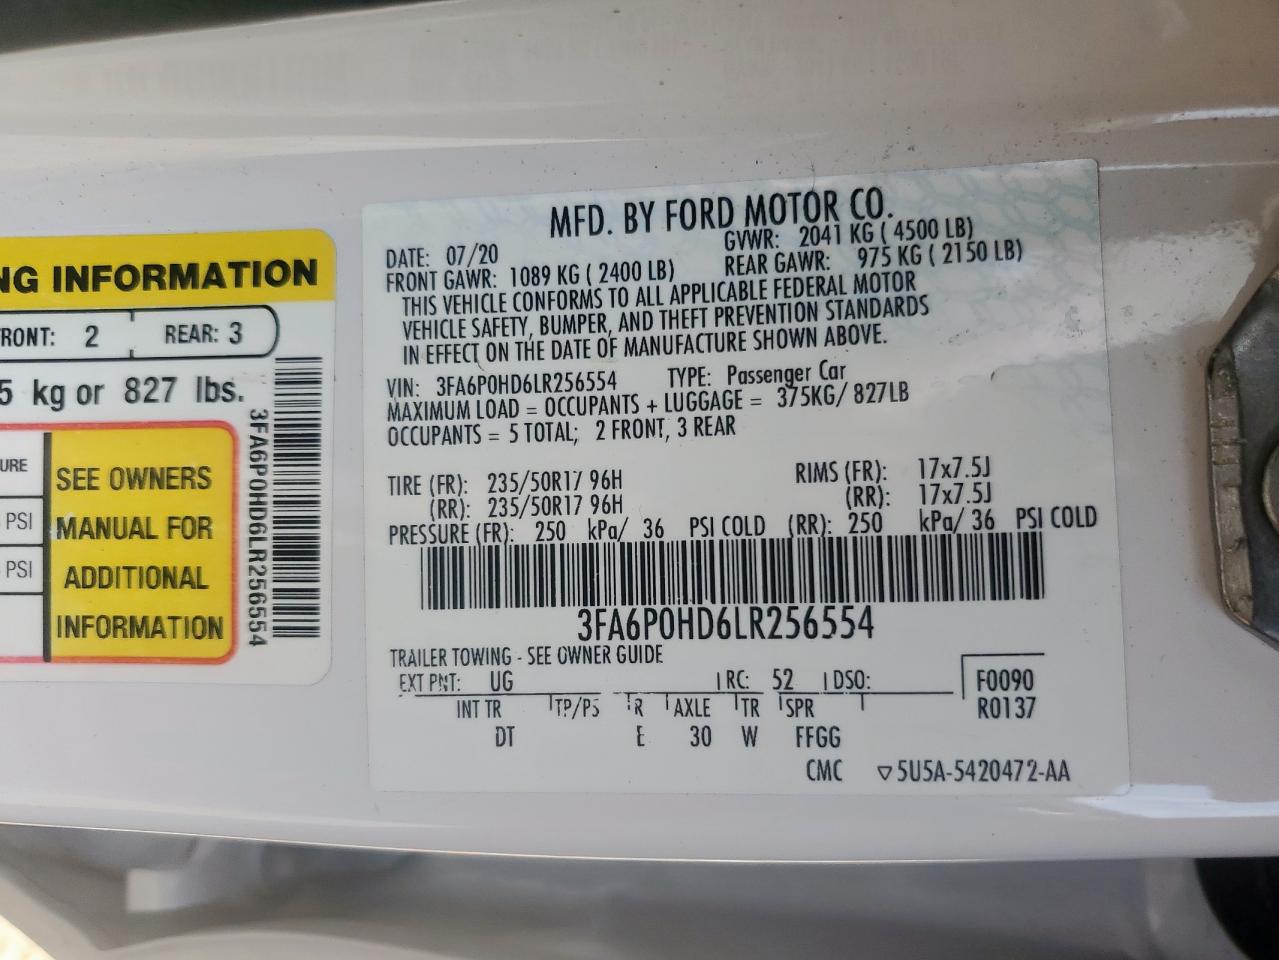 NG INFORMATION
FRONT: 2 REAR: 3
5 kg or 827 lbs.
3FA6P0HD6LR256554
URE
PSI
PSI
SEE OWNERS
MANUAL FOR
ADDITIONAL
INFORMATION
MFD. BY FORD MOTOR CO.
DATE: 07/20 GVWR: 2041 KG ( 4500 LB)
FRONT GAWR: 1089 KG ( 2400 LB) REAR GAWR: 975 KG ( 2150 LB)
THIS VEHICLE CONFORMS TO ALL APPLICABLE FEDERAL MOTOR
VEHICLE SAFETY, BUMPER, AND THEFT PREVENTION STANDARDS
IN EFFECT ON THE DATE OF MANUFACTURE SHOWN ABOVE.
VIN: 3FA6P0HD6LR256554 TYPE: Passenger Car
MAXIMUM LOAD = OCCUPANTS + LUGGAGE = 375KG/ 827LB
OCCUPANTS = 5 TOTAL; 2 FRONT, 3 REAR
TIRE (FR): 235/50R17 96H RIMS (FR): 17x7.5J
(RR): 235/50R17 96H (RR): 17x7.5J
PRESSURE (FR): 250 kPa/ 36 PSI COLD (RR): 250 kPa/ 36 PSI COLD
3FA6P0HD6LR256554
TRAILER TOWING - SEE OWNER GUIDE
EXT PNT: UG RC: 52 DSO: F0090
INT TR TP/PS R AXLE TR SPR R0137
DT E 30 W FFGG
CMC ▽5U5A-5420472-AA